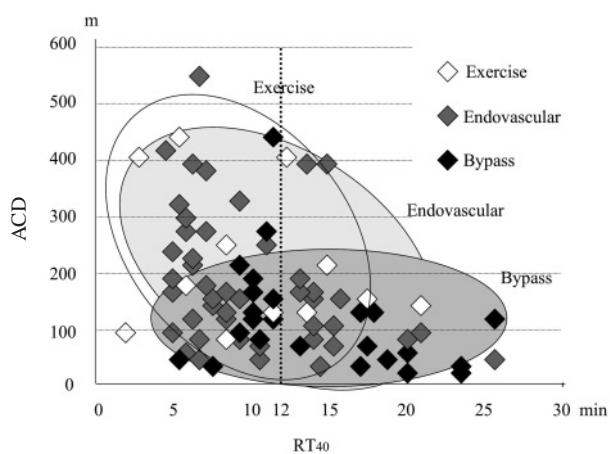 m
600
500
400
300
200
100
0
ACD
Exercise
Endovascular
Bypass
Exercise
Endovascular
Bypass
0 5 10 12 15 20 25 30 min
RT40